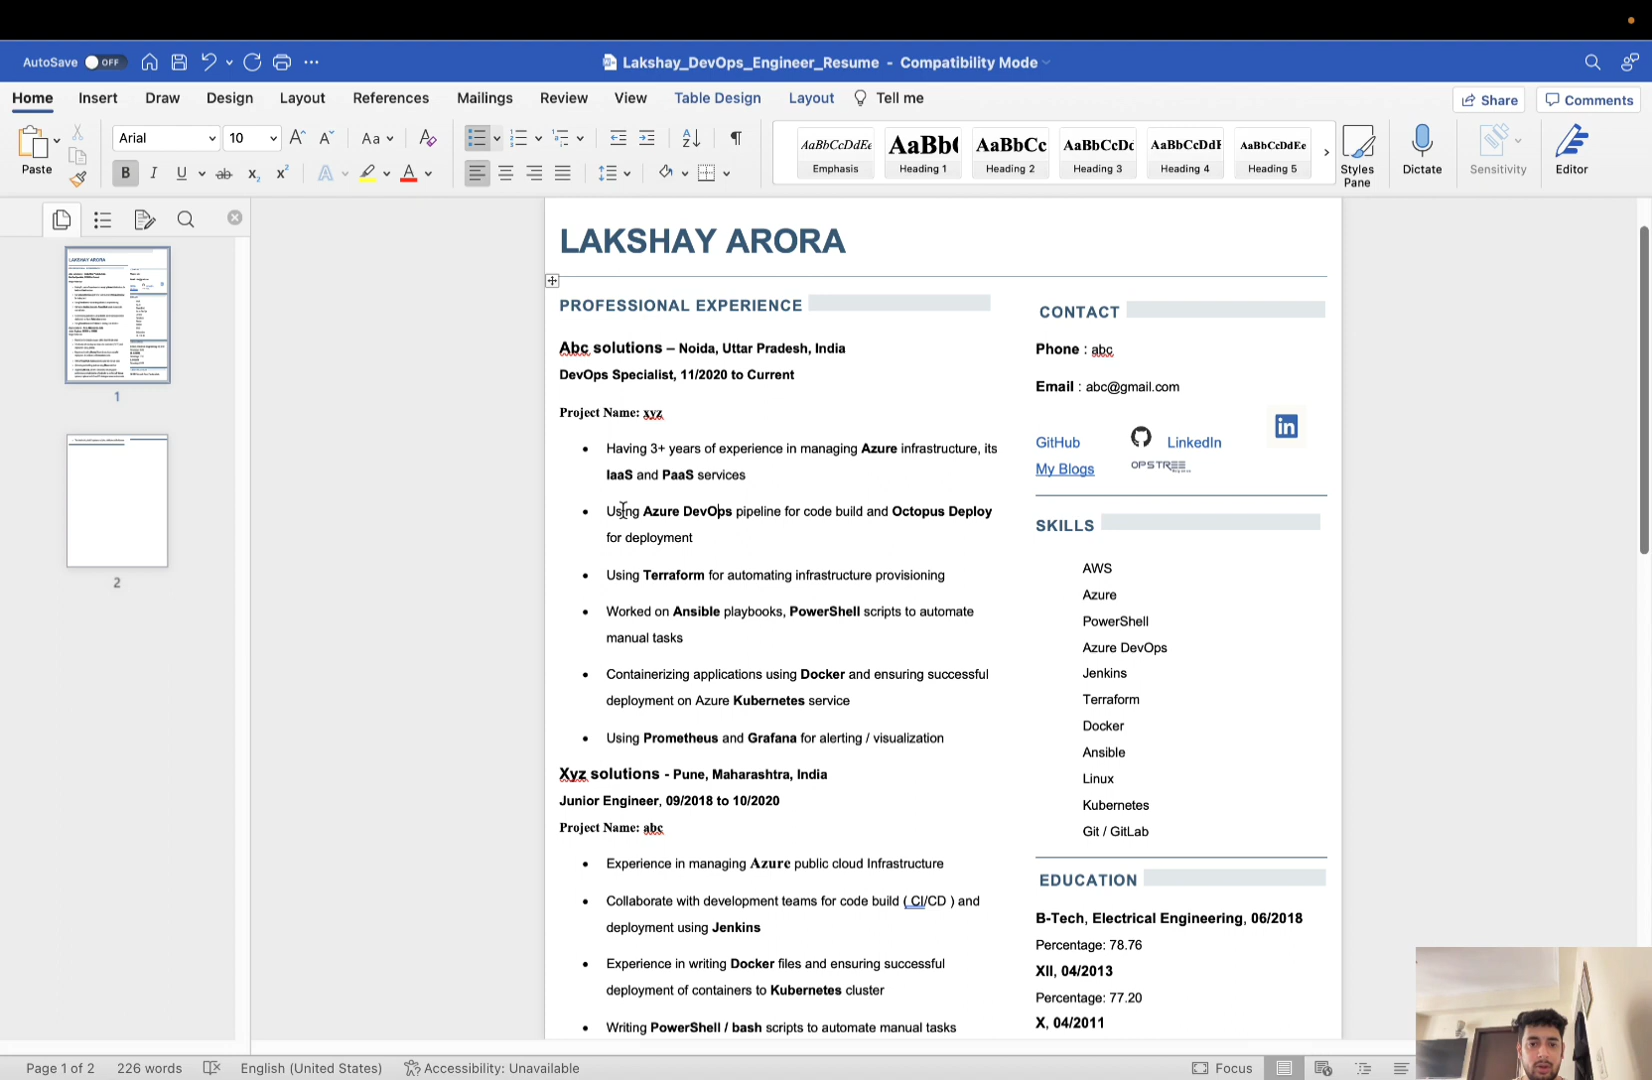 AutoSave OFF
Lakshay_DevOps_Engineer_Resume - Compatibility Mode
Home Insert Draw Design Layout References Mailings Review View Table Design Layout Tell me
Share Comments
Paste
Arial 10
AaBbCcDdEe AaBb( AaBbCc AaBbCcDc AaBbCcDdI AaBbCcDdEe
Emphasis Heading 1 Heading 2 Heading 3 Heading 4 Heading 5
Styles Pane
Dictate
Sensitivity
Editor
1
2
LAKSHAY ARORA
PROFESSIONAL EXPERIENCE
Abc solutions – Noida, Uttar Pradesh, India
DevOps Specialist, 11/2020 to Current
Project Name: xyz
• Having 3+ years of experience in managing Azure infrastructure, its
IaaS and PaaS services
• Using Azure DevOps pipeline for code build and Octopus Deploy
for deployment
• Using Terraform for automating infrastructure provisioning
• Worked on Ansible playbooks, PowerShell scripts to automate
manual tasks
• Containerizing applications using Docker and ensuring successful
deployment on Azure Kubernetes service
• Using Prometheus and Grafana for alerting / visualization
Xyz solutions - Pune, Maharashtra, India
Junior Engineer, 09/2018 to 10/2020
Project Name: abc
• Experience in managing Azure public cloud Infrastructure
• Collaborate with development teams for code build ( CI/CD ) and
deployment using Jenkins
• Experience in writing Docker files and ensuring successful
deployment of containers to Kubernetes cluster
• Writing PowerShell / bash scripts to automate manual tasks
CONTACT
Phone : abc
Email : abc@gmail.com
GitHub LinkedIn in
My Blogs OPSTREE
SKILLS
AWS
Azure
PowerShell
Azure DevOps
Jenkins
Terraform
Docker
Ansible
Linux
Kubernetes
Git / GitLab
EDUCATION
B-Tech, Electrical Engineering, 06/2018
Percentage: 78.76
XII, 04/2013
Percentage: 77.20
X, 04/2011
Page 1 of 2 226 words English (United States) Accessibility: Unavailable Focus